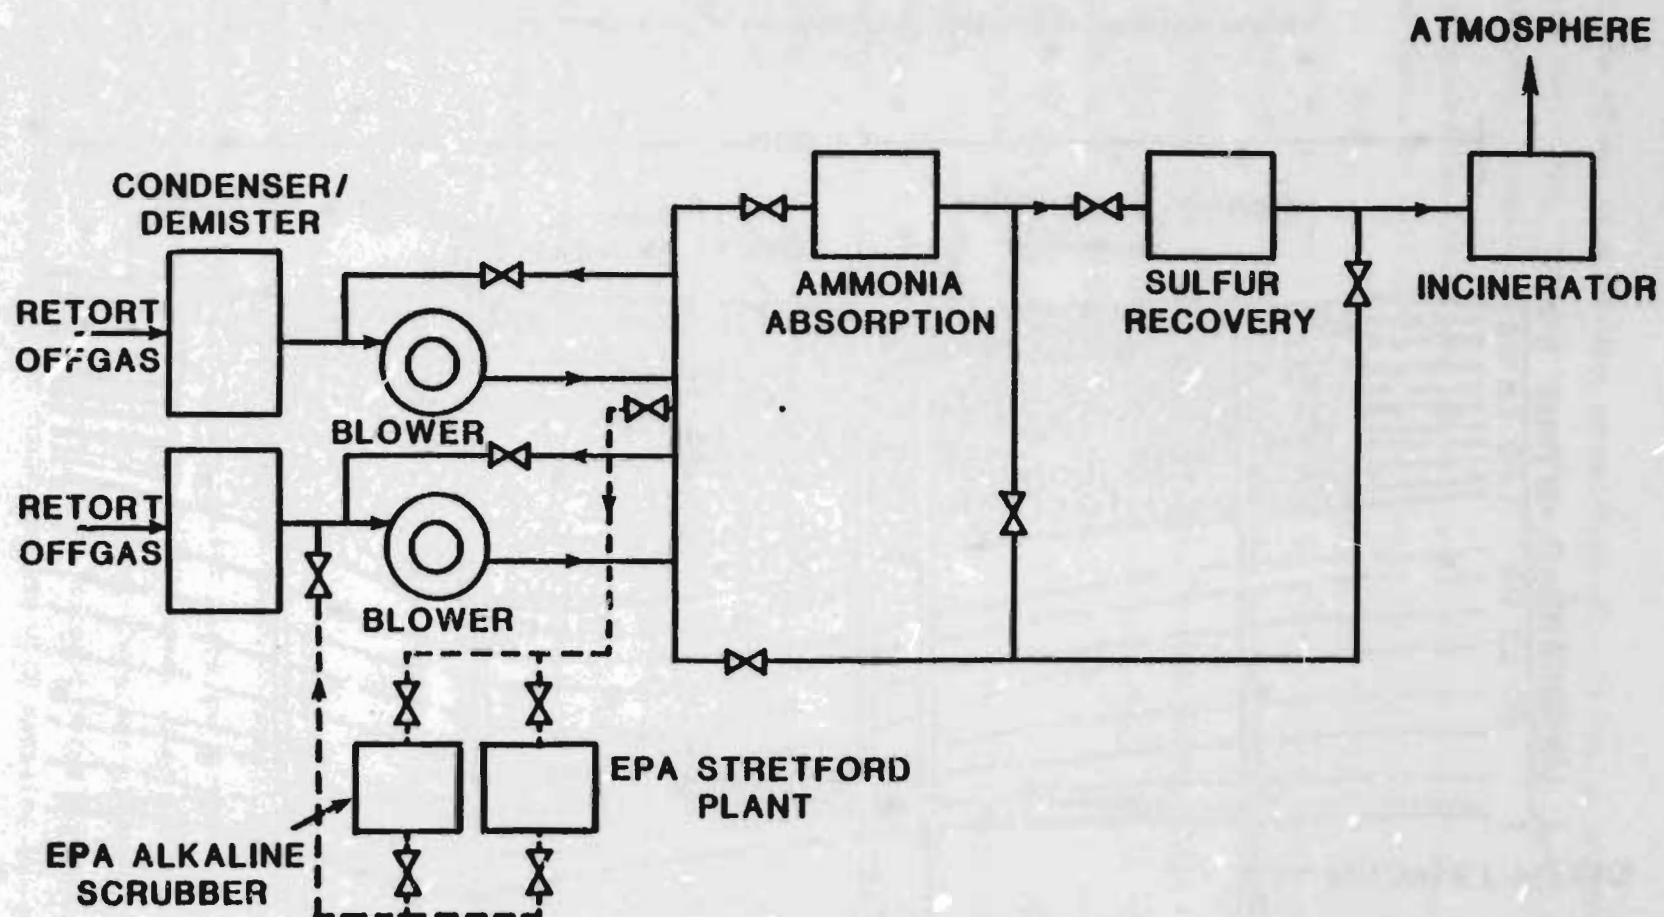 ATMOSPHERE
CONDENSER/
DEMISTER
RETORT
OFFGAS
BLOWER
RETORT
OFFGAS
BLOWER
AMMONIA
ABSORPTION
SULFUR
RECOVERY
INCINERATOR
EPA STRETFORD
PLANT
EPA ALKALINE
SCRUBBER